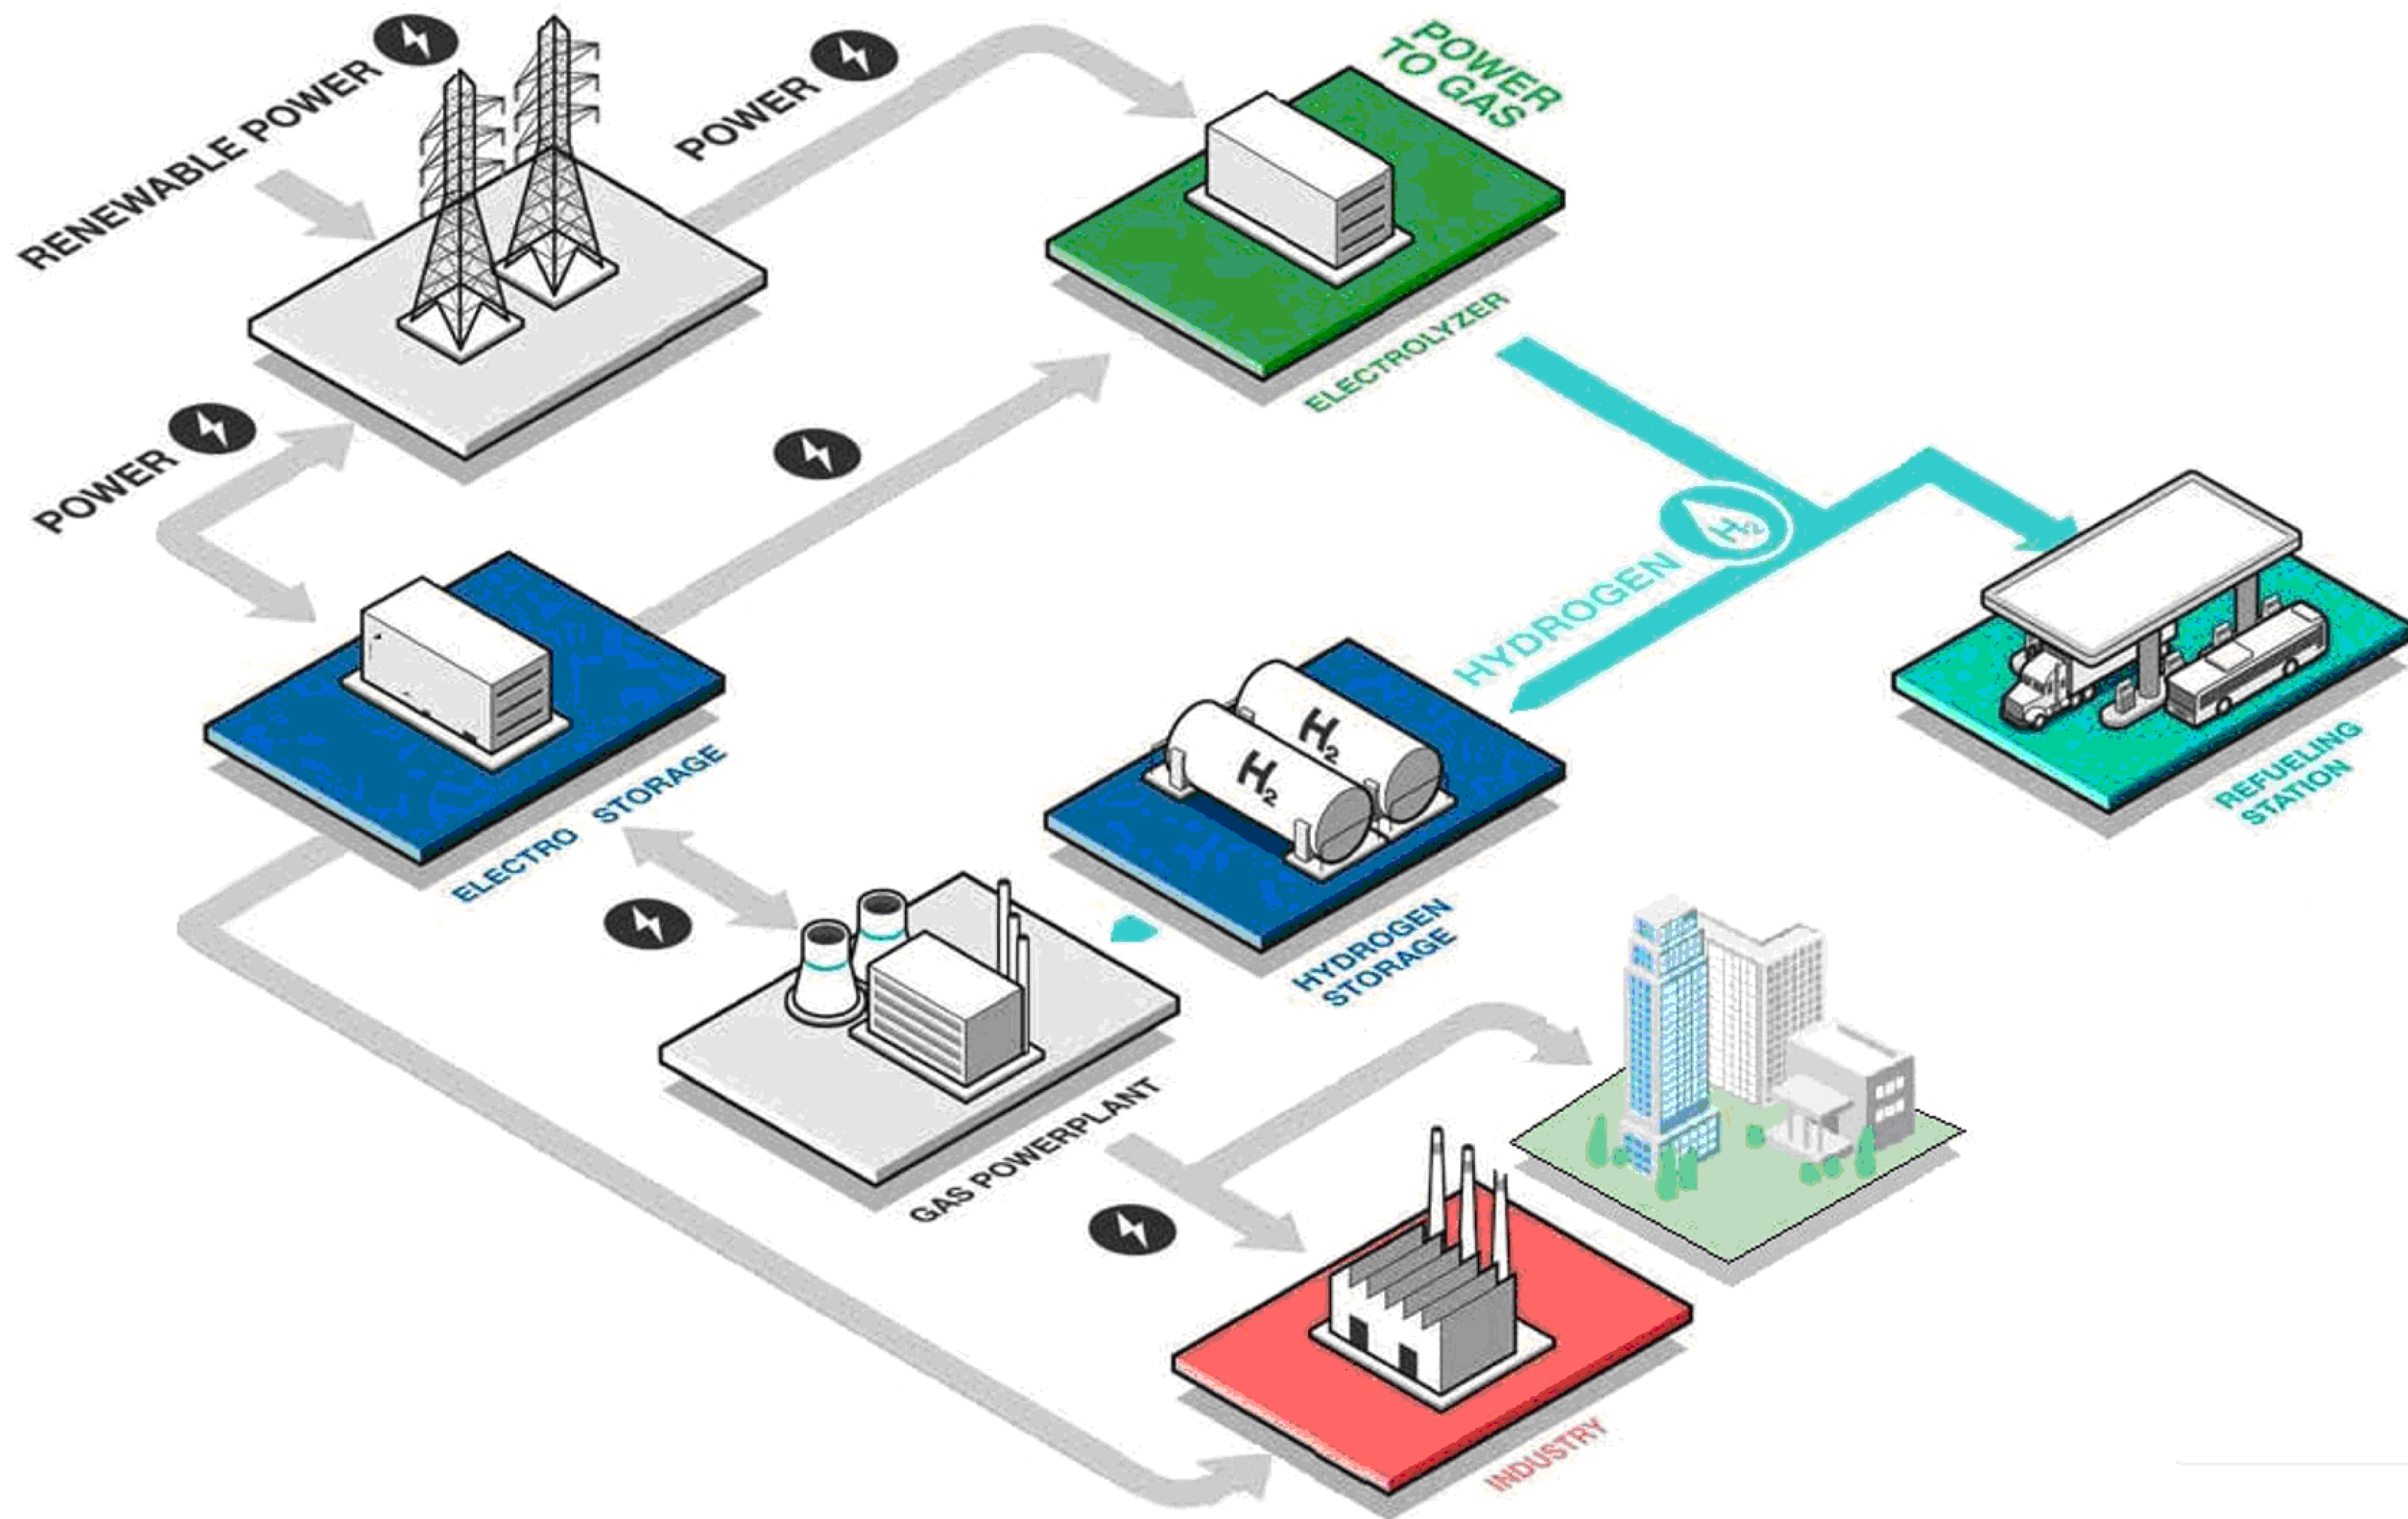 RENEWABLE POWER
POWER
POWER
TO GAS
ELECTROLYZER
POWER
HYDROGEN
H₂
ELECTRO STORAGE
H₂
H₂
HYDROGEN
STORAGE
REFUELING
STATION
GAS POWERPLANT
INDUSTRY